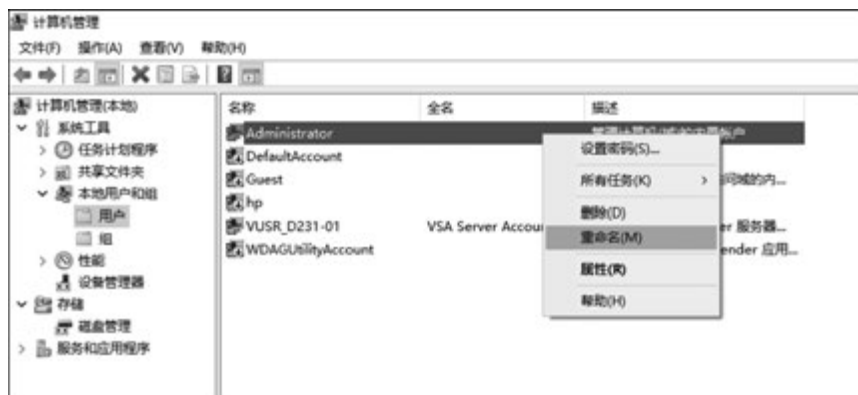 计算机管理
文件(F) 操作(A) 查看(V) 帮助(H)
计算机管理(本地)
系统工具
任务计划程序
共享文件夹
本地用户和组
用户
组
性能
设备管理器
存储
磁盘管理
服务和应用程序
名称 全名 描述
Administrator
DefaultAccount
Guest
hp
VUSR_D231-01 VSA Server Accou er 服务器...
WDAGUtilityAccount ender 应用...
设置密码(S)...
所有任务(K)
删除(D)
重命名(M)
属性(R)
帮助(H)